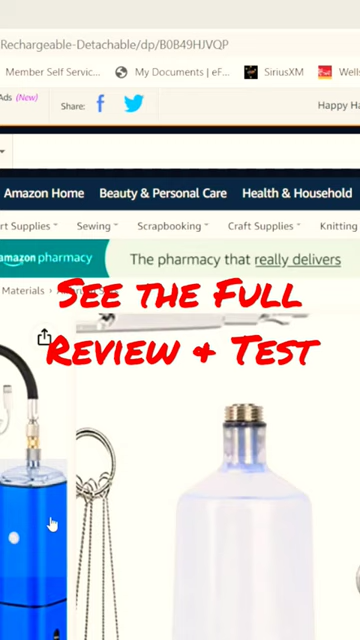 Rechargeable-Detachable/dp/B0B49HJVQP
Member Self Servic... My Documents | eF... SiriusXM Wells
Ads (New) Share: Happy Ha
Amazon Home Beauty & Personal Care Health & Household
rt Supplies Sewing Scrapbooking Craft Supplies Knitting
amazon pharmacy The pharmacy that really delivers
Materials
See the Full
Review & Test